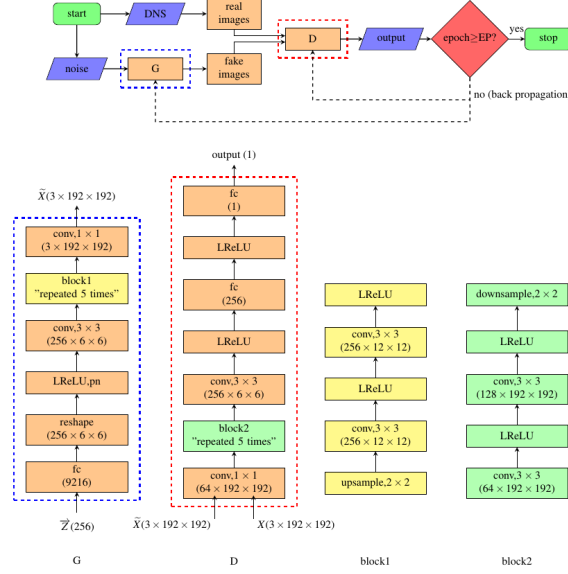 start
DNS
real
images
noise
G
fake
images
D
output
epoch≥EP?
yes
stop
no (back propagation
output (1)
X̃(3 × 192 × 192)
conv,1 × 1
(3 × 192 × 192)
block1
”repeated 5 times”
conv,3 × 3
(256 × 6 × 6)
LReLU,pn
reshape
(256 × 6 × 6)
fc
(9216)
Z⃗(256)
G
fc
(1)
LReLU
fc
(256)
LReLU
conv,3 × 3
(256 × 6 × 6)
block2
”repeated 5 times”
conv,1 × 1
(64 × 192 × 192)
X̃(3 × 192 × 192)
X(3 × 192 × 192)
D
LReLU
conv,3 × 3
(256 × 12 × 12)
LReLU
conv,3 × 3
(256 × 12 × 12)
upsample,2 × 2
block1
downsample,2 × 2
LReLU
conv,3 × 3
(128 × 192 × 192)
LReLU
conv,3 × 3
(64 × 192 × 192)
block2